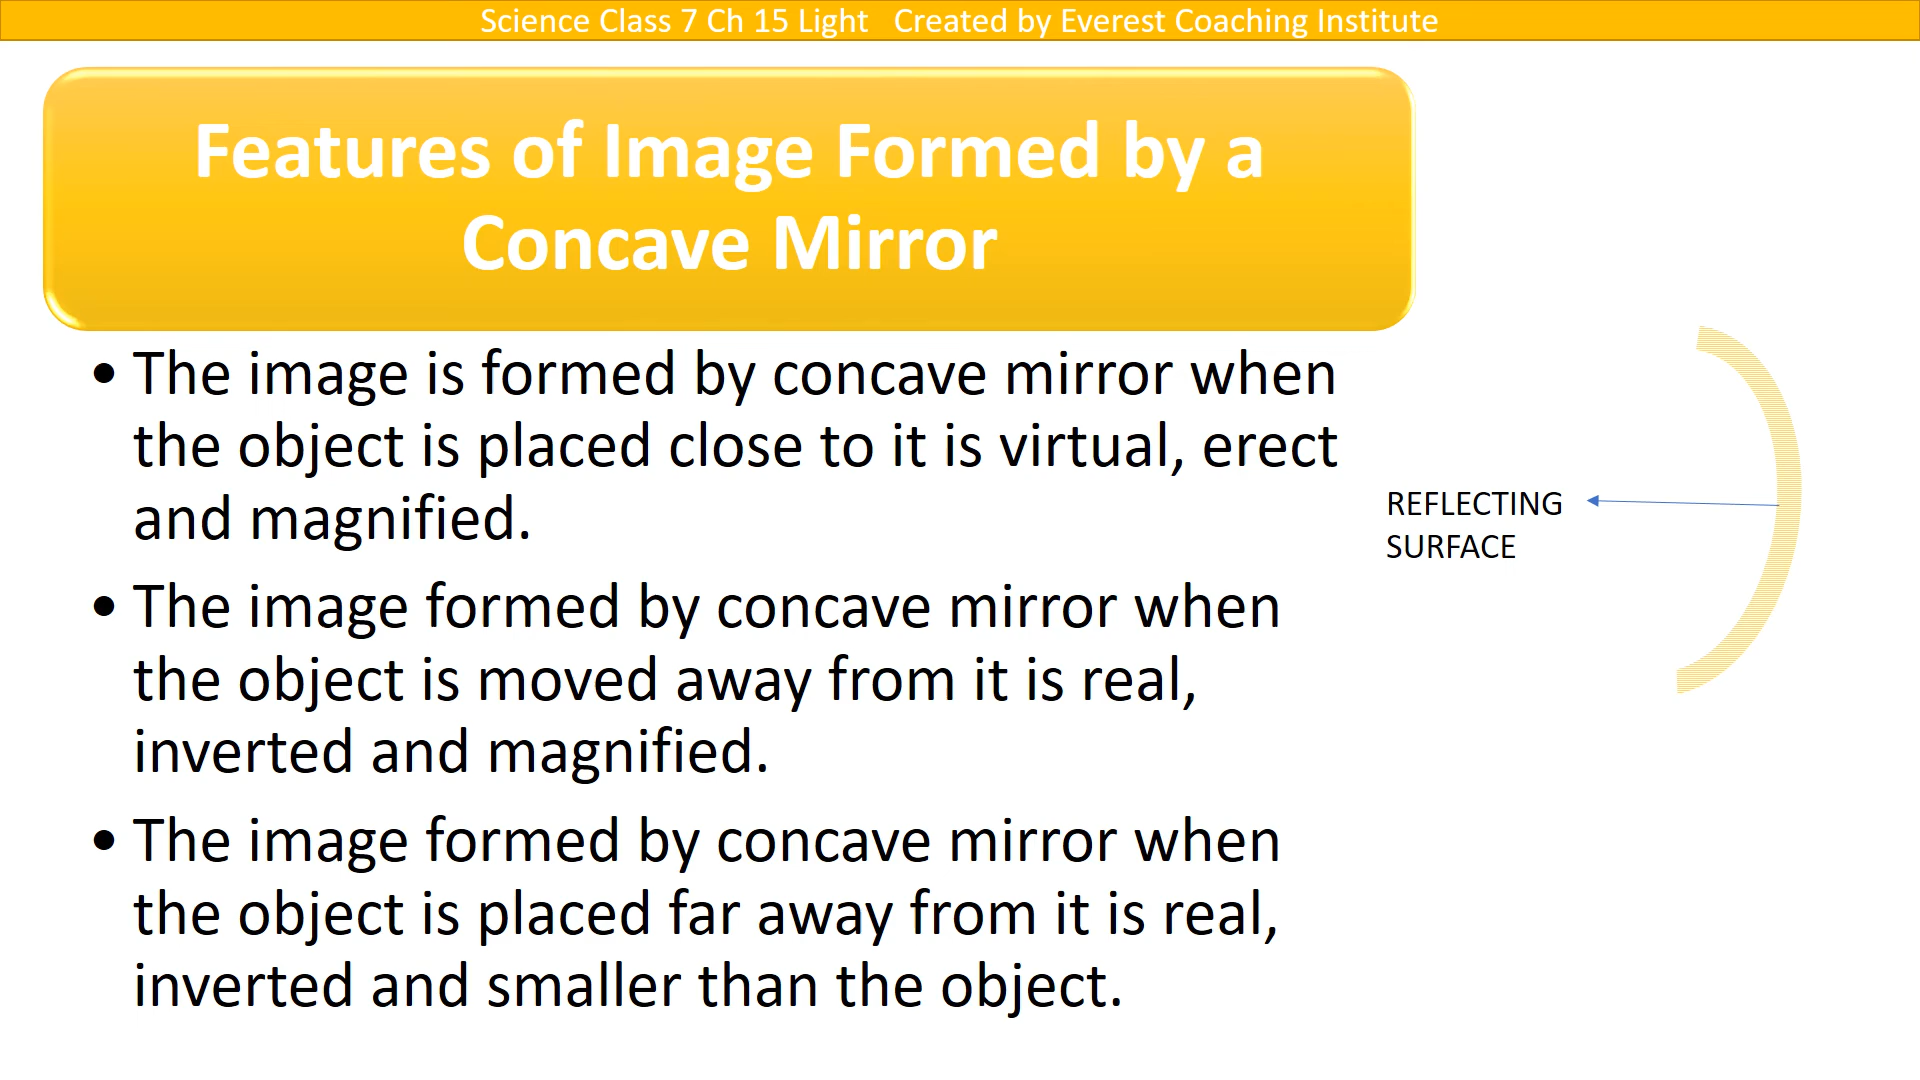 Science Class 7 Ch 15 Light   Created by Everest Coaching Institute
Features of Image Formed by a
Concave Mirror
• The image is formed by concave mirror when
the object is placed close to it is virtual, erect
and magnified.
• The image formed by concave mirror when
the object is moved away from it is real,
inverted and magnified.
• The image formed by concave mirror when
the object is placed far away from it is real,
inverted and smaller than the object.
REFLECTING
SURFACE